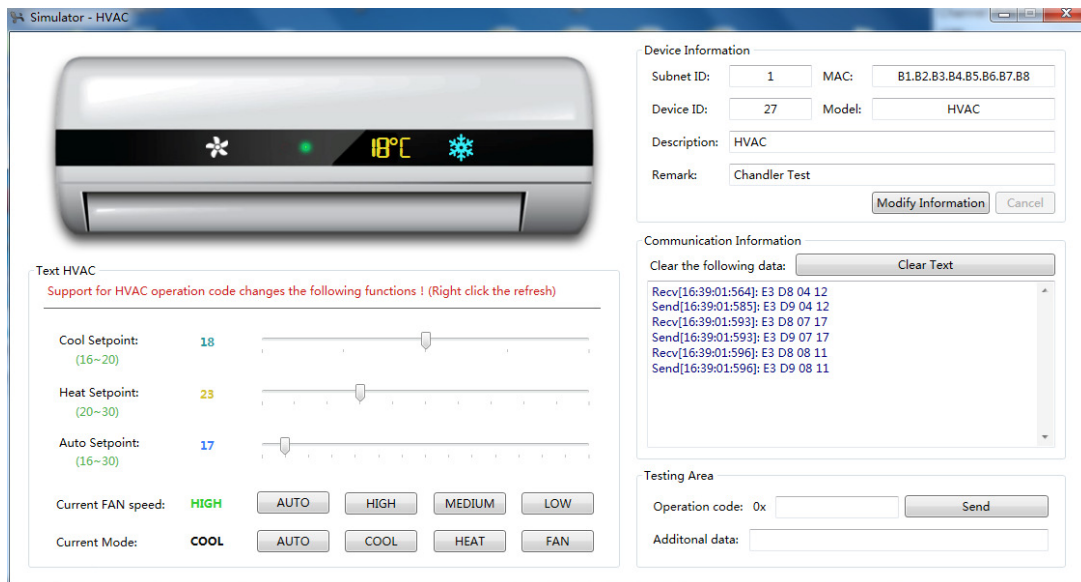 Simulator - HVAC
18°C
Text HVAC
Support for HVAC operation code changes the following functions ! (Right click the refresh)
Cool Setpoint: 18
(16~20)
Heat Setpoint: 23
(20~30)
Auto Setpoint: 17
(16~30)
Current FAN speed: HIGH AUTO HIGH MEDIUM LOW
Current Mode: COOL AUTO COOL HEAT FAN
Device Information
Subnet ID: 1 MAC: B1.B2.B3.B4.B5.B6.B7.B8
Device ID: 27 Model: HVAC
Description: HVAC
Remark: Chandler Test
Modify Information Cancel
Communication Information
Clear the following data: Clear Text
Recv[16:39:01:564]: E3 D8 04 12
Send[16:39:01:585]: E3 D9 04 12
Recv[16:39:01:593]: E3 D8 07 17
Send[16:39:01:593]: E3 D9 07 17
Recv[16:39:01:596]: E3 D8 08 11
Send[16:39:01:596]: E3 D9 08 11
Testing Area
Operation code: 0x Send
Additonal data: